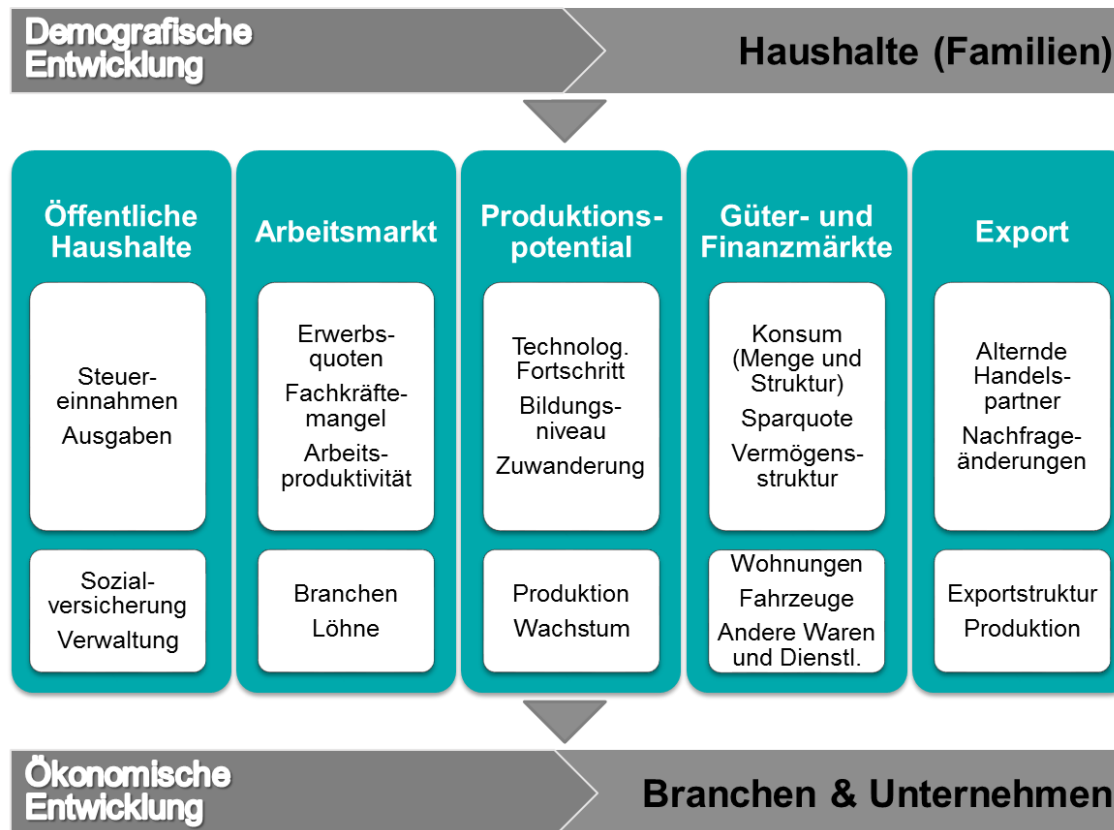 Demografische
Entwicklung
Haushalte (Familien)
Öffentliche
Haushalte
Steuer-
einnahmen
Ausgaben
Sozial-
versicherung
Verwaltung
Arbeitsmarkt
Erwerbs-
quoten
Fachkräfte-
mangel
Arbeits-
produktivität
Branchen
Löhne
Produktions-
potential
Technolog.
Fortschritt
Bildungs-
niveau
Zuwanderung
Produktion
Wachstum
Güter- und
Finanzmärkte
Konsum
(Menge und
Struktur)
Sparquote
Vermögens-
struktur
Wohnungen
Fahrzeuge
Andere Waren
und Dienstl.
Export
Alternde
Handels-
partner
Nachfrage-
änderungen
Exportstruktur
Produktion
Ökonomische
Entwicklung
Branchen & Unternehmen